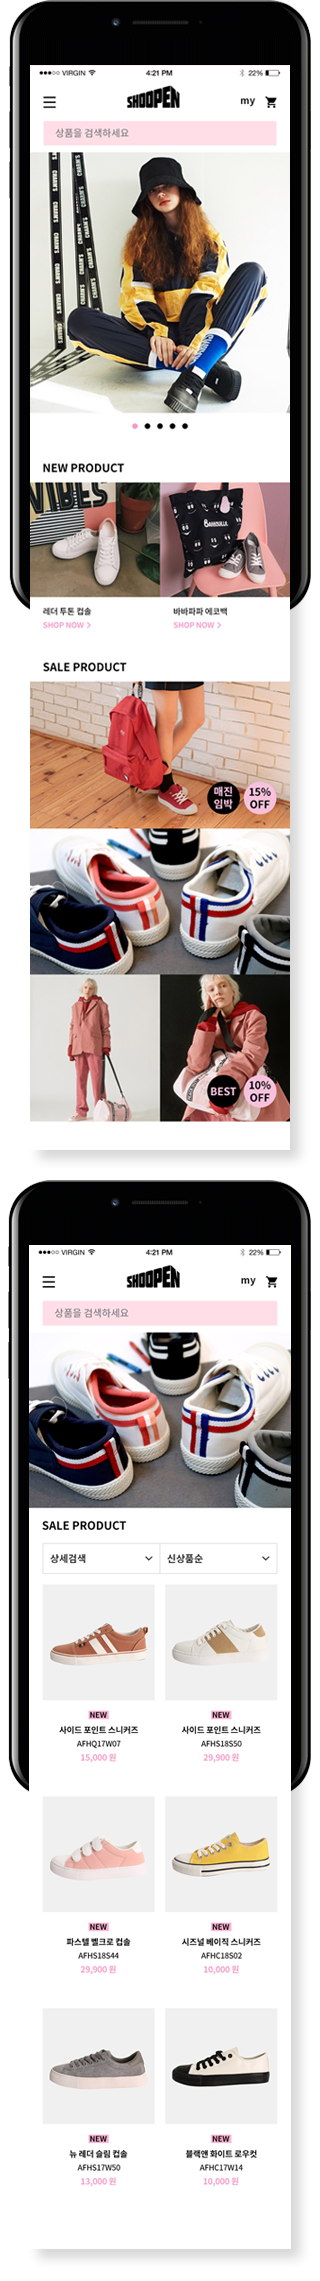 VIRGIN 4:21 PM 22%
SHOOPEN my
상품을 검색하세요
NEW PRODUCT
레더 투톤 컵솔 바바파파 에코백
SHOP NOW > SHOP NOW >
SALE PRODUCT
매진 15%
임박 OFF
BEST 10%
OFF
VIRGIN 4:21 PM 22%
SHOOPEN my
상품을 검색하세요
SALE PRODUCT
상세검색 신상품순
NEW NEW
사이드 포인트 스니커즈 사이드 포인트 스니커즈
AFHQ17W07 AFHS18S50
15,000 원 29,900 원
NEW NEW
파스텔 벨크로 컵솔 시즈널 베이직 스니커즈
AFHS18S44 AFHC18S02
29,900 원 10,000 원
NEW NEW
뉴 레더 슬림 컵솔 블랙앤 화이트 로우컷
AFHS17W50 AFHC17W14
13,000 원 10,000 원